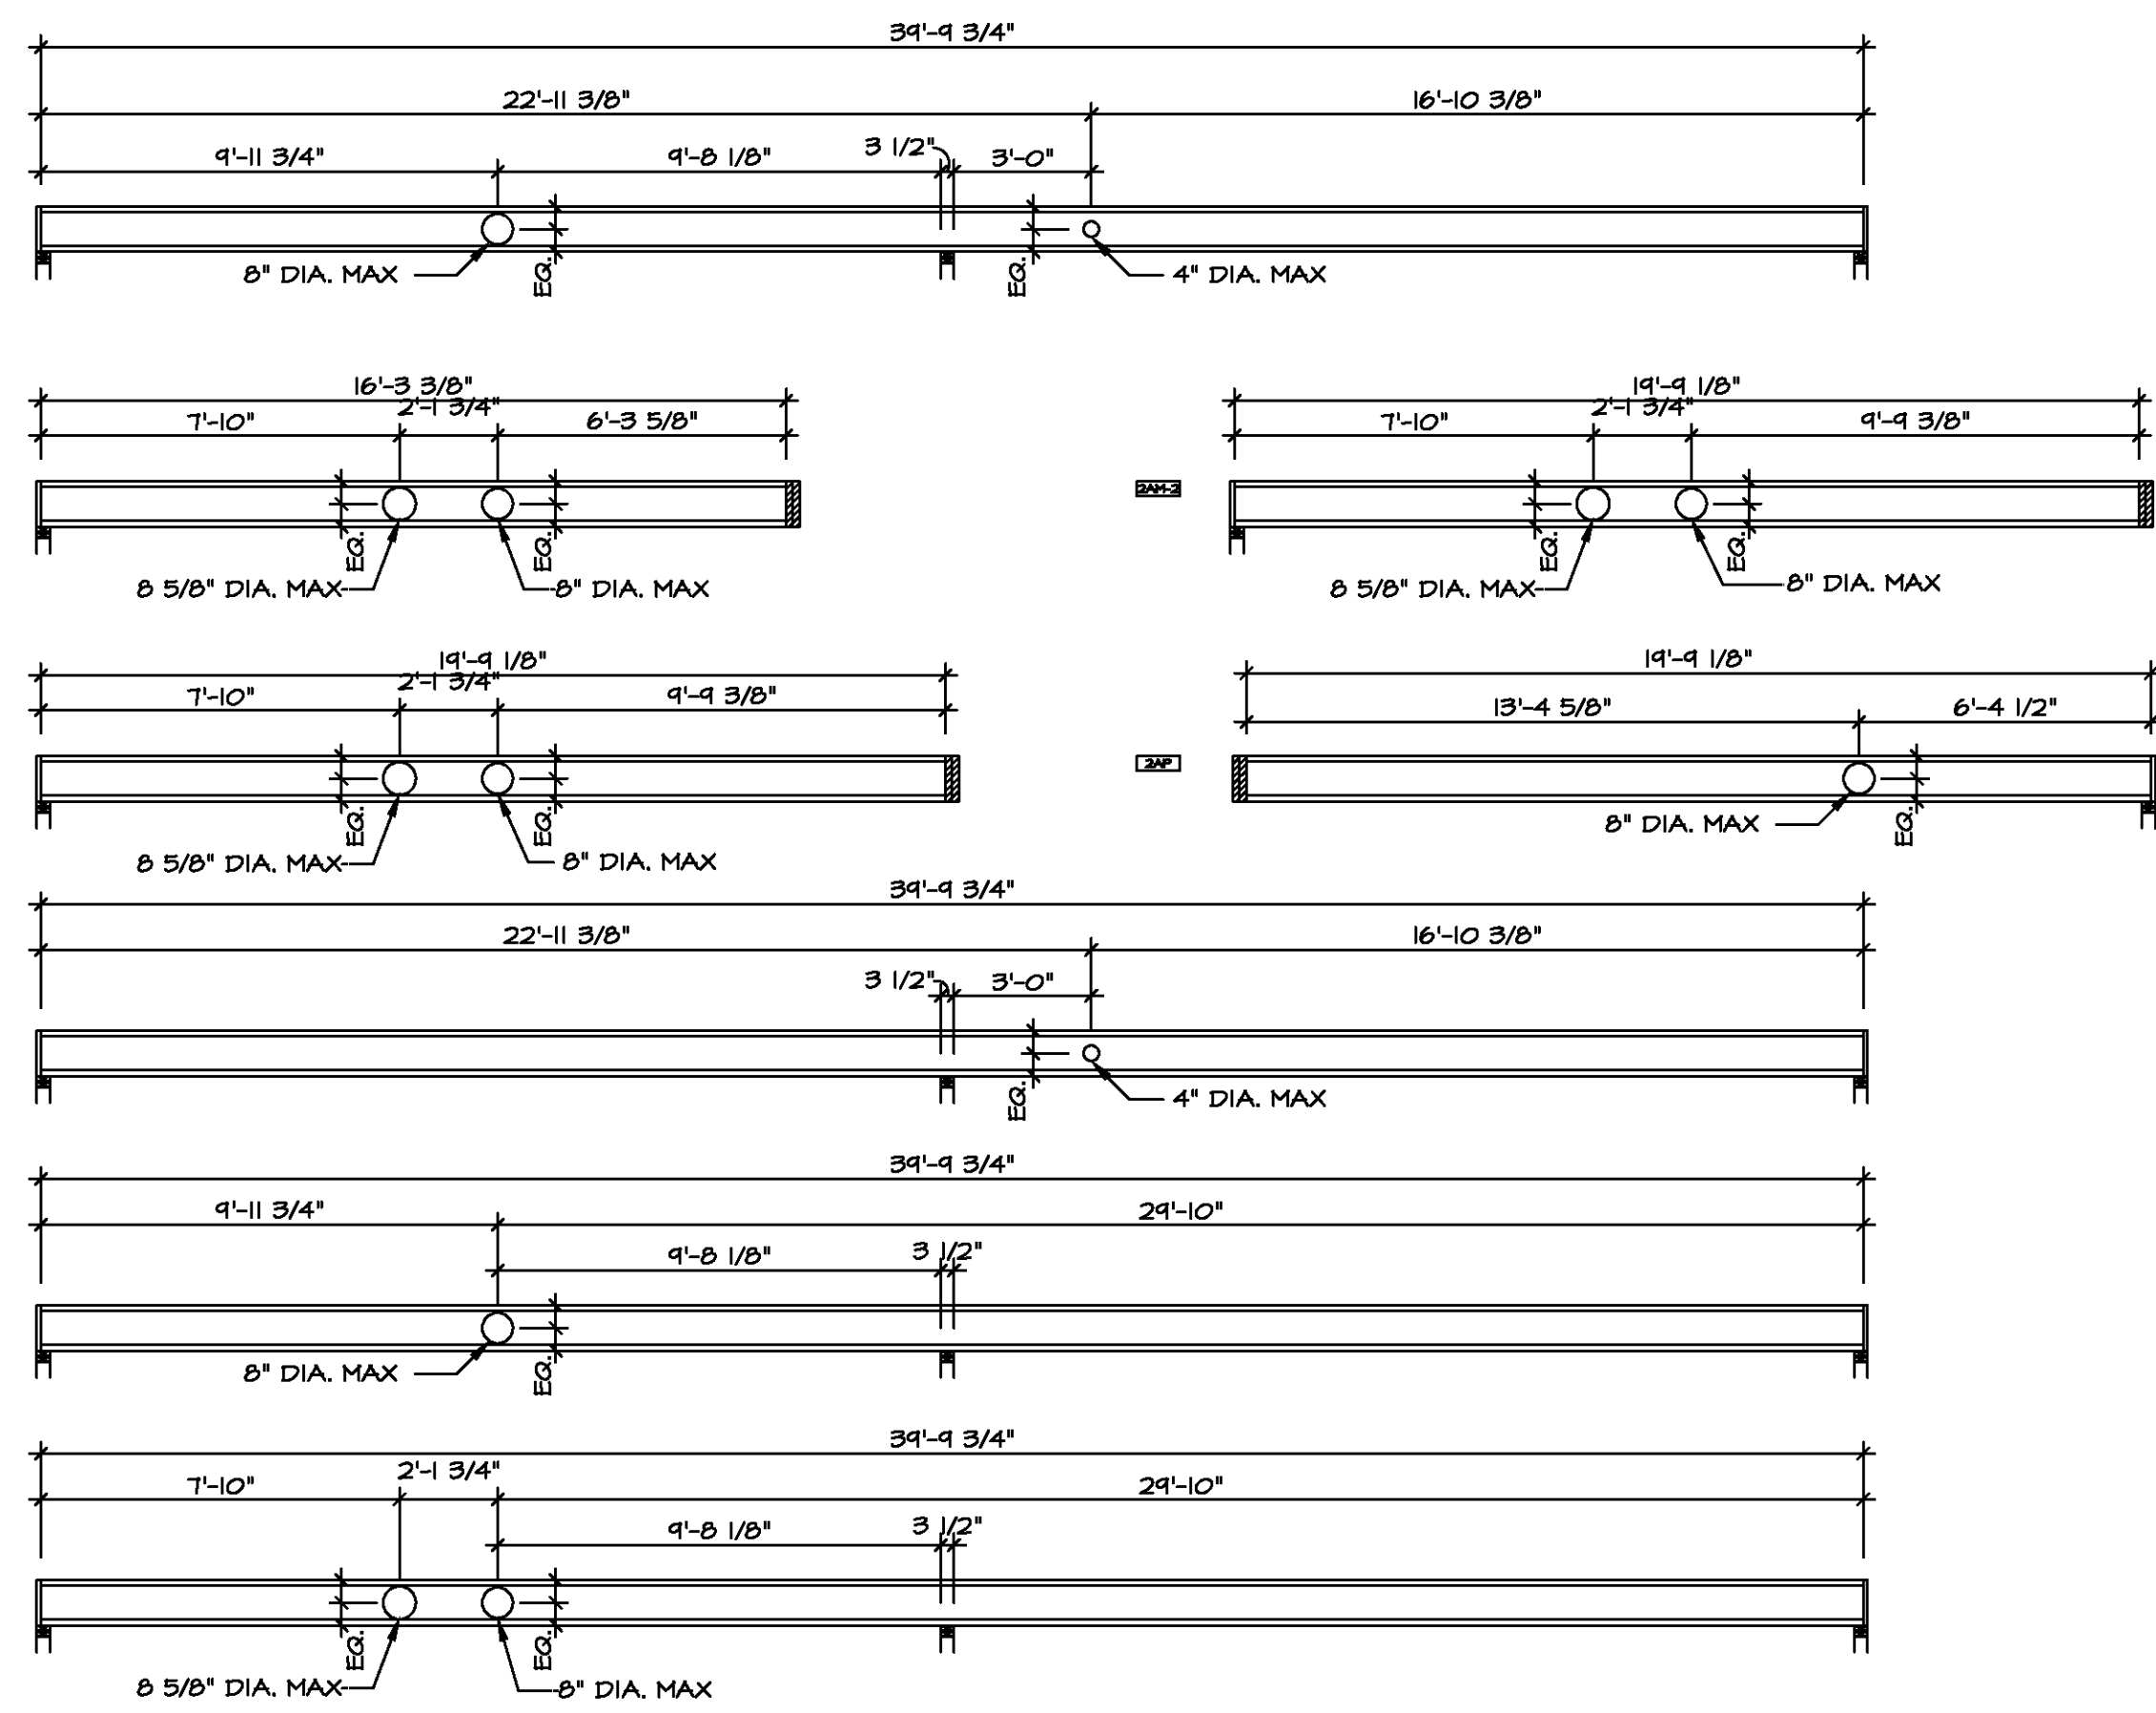 39'-9 3/4"
22'-11 3/8" 16'-10 3/8"
9'-11 3/4" 9'-8 1/8" 3 1/2" 3'-0"
8" DIA. MAX EQ. EQ. 4" DIA. MAX
16'-3 3/8" 19'-9 1/8"
2'-1 3/4" 2'-1 3/4"
7'-10" 6'-3 5/8" 7'-10" 9'-9 3/8"
2AM-2
EQ. EQ. EQ. EQ.
8 5/8" DIA. MAX 8" DIA. MAX 8 5/8" DIA. MAX 8" DIA. MAX
19'-9 1/8" 19'-9 1/8"
2'-1 3/4"
7'-10" 9'-9 3/8" 13'-4 5/8" 6'-4 1/2"
2AP
EQ. EQ. 8" DIA. MAX EQ.
8 5/8" DIA. MAX 8" DIA. MAX
39'-9 3/4"
22'-11 3/8" 16'-10 3/8"
3 1/2" 3'-0"
EQ. 4" DIA. MAX
39'-9 3/4"
9'-11 3/4" 29'-10"
9'-8 1/8" 3 1/2"
8" DIA. MAX EQ.
39'-9 3/4"
7'-10" 2'-1 3/4" 29'-10"
9'-8 1/8" 3 1/2"
EQ. EQ.
8 5/8" DIA. MAX 8" DIA. MAX